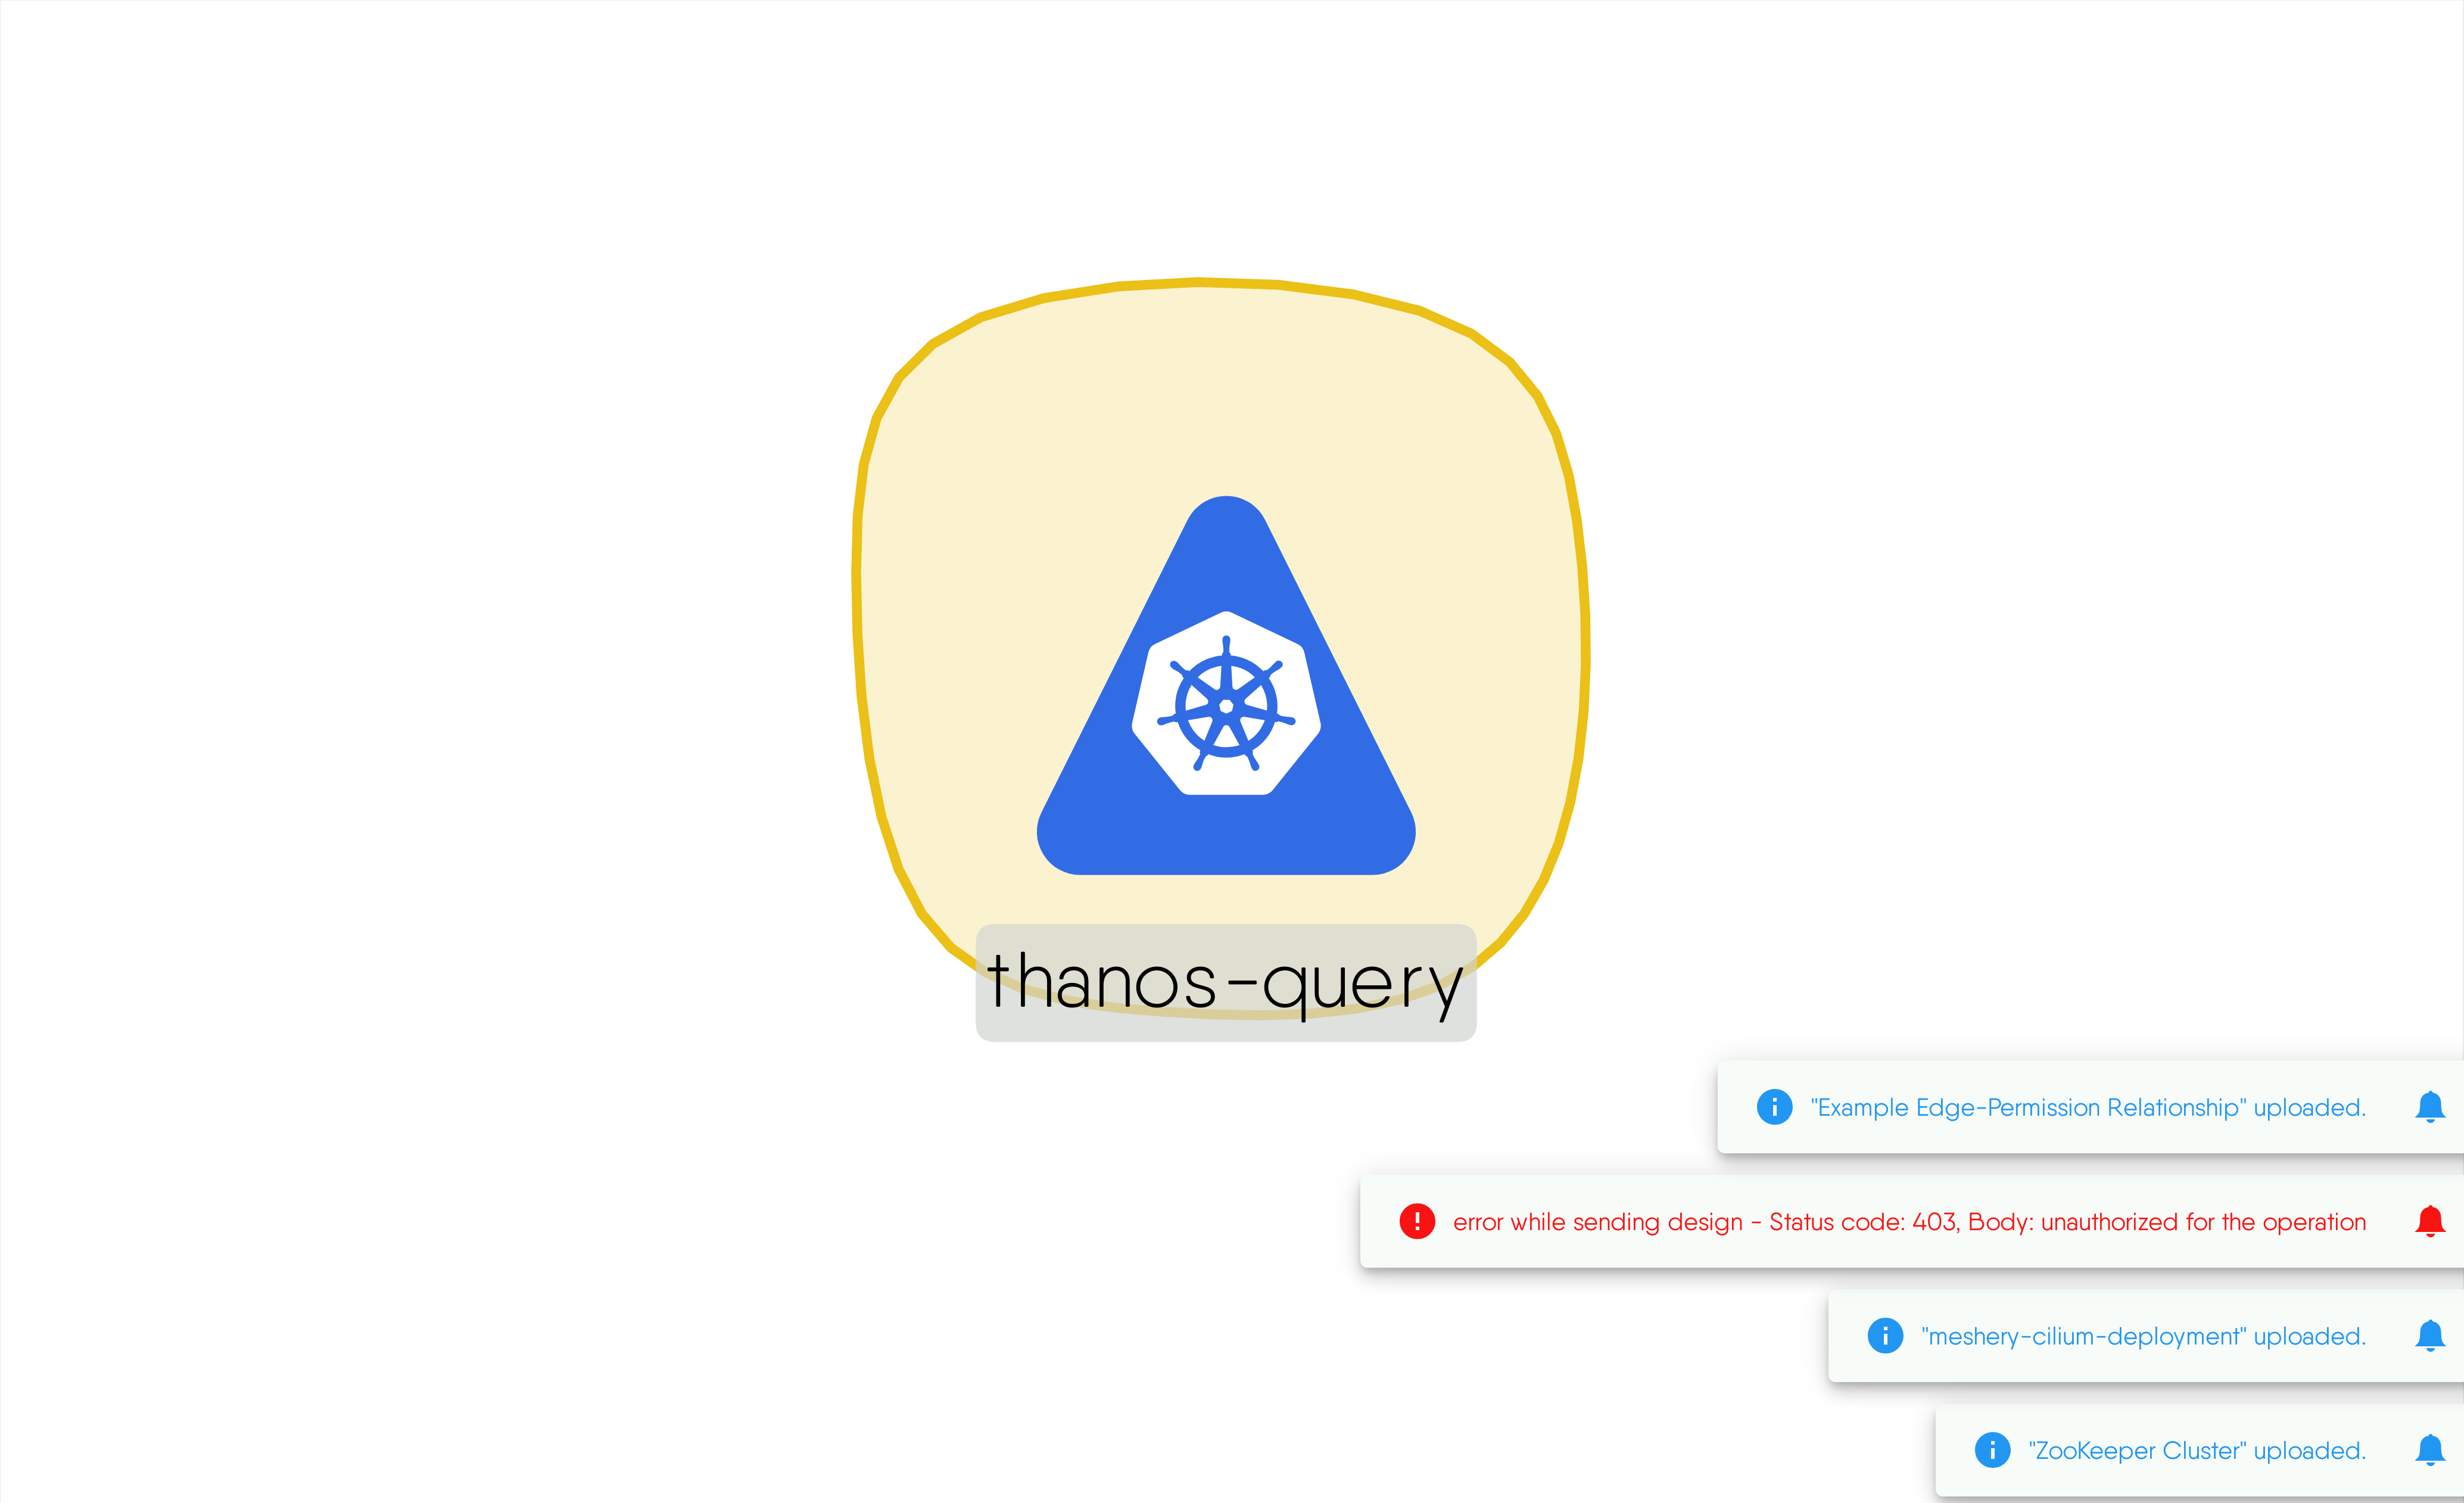 thanos-query
"Example Edge-Permission Relationship" uploaded.
error while sending design - Status code: 403, Body: unauthorized for the operation
"meshery-cilium-deployment" uploaded.
"ZooKeeper Cluster" uploaded.